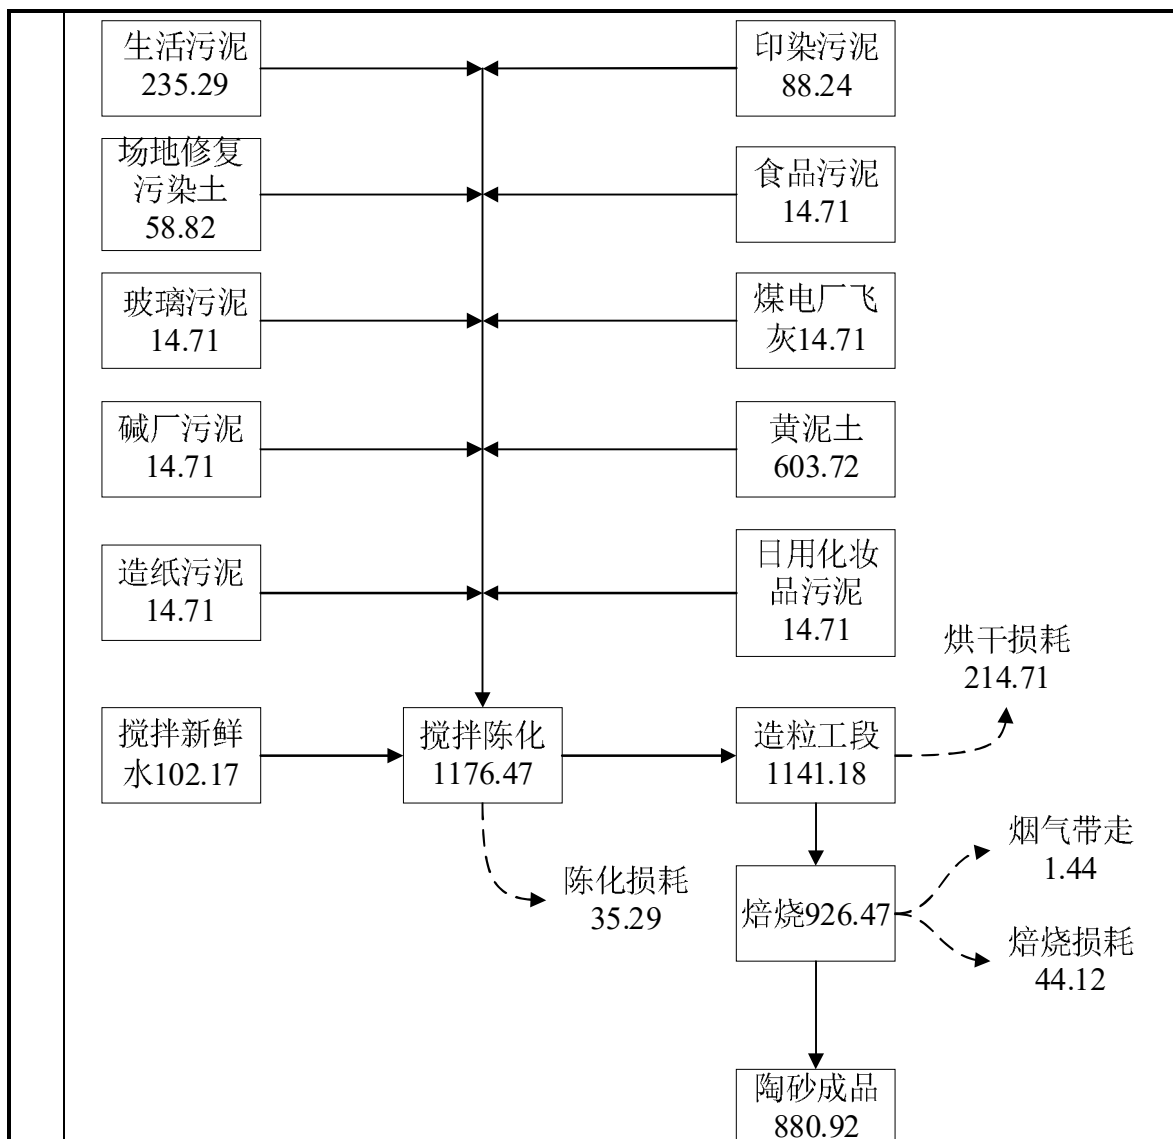 生活污泥
235.29
印染污泥
88.24
场地修复
污染土
58.82
食品污泥
14.71
玻璃污泥
14.71
煤电厂飞
灰14.71
碱厂污泥
14.71
黄泥土
603.72
造纸污泥
14.71
日用化妆
品污泥
14.71
烘干损耗
214.71
搅拌新鲜
水102.17
搅拌陈化
1176.47
造粒工段
1141.18
陈化损耗
35.29
烟气带走
1.44
焙烧926.47
焙烧损耗
44.12
陶砂成品
880.92